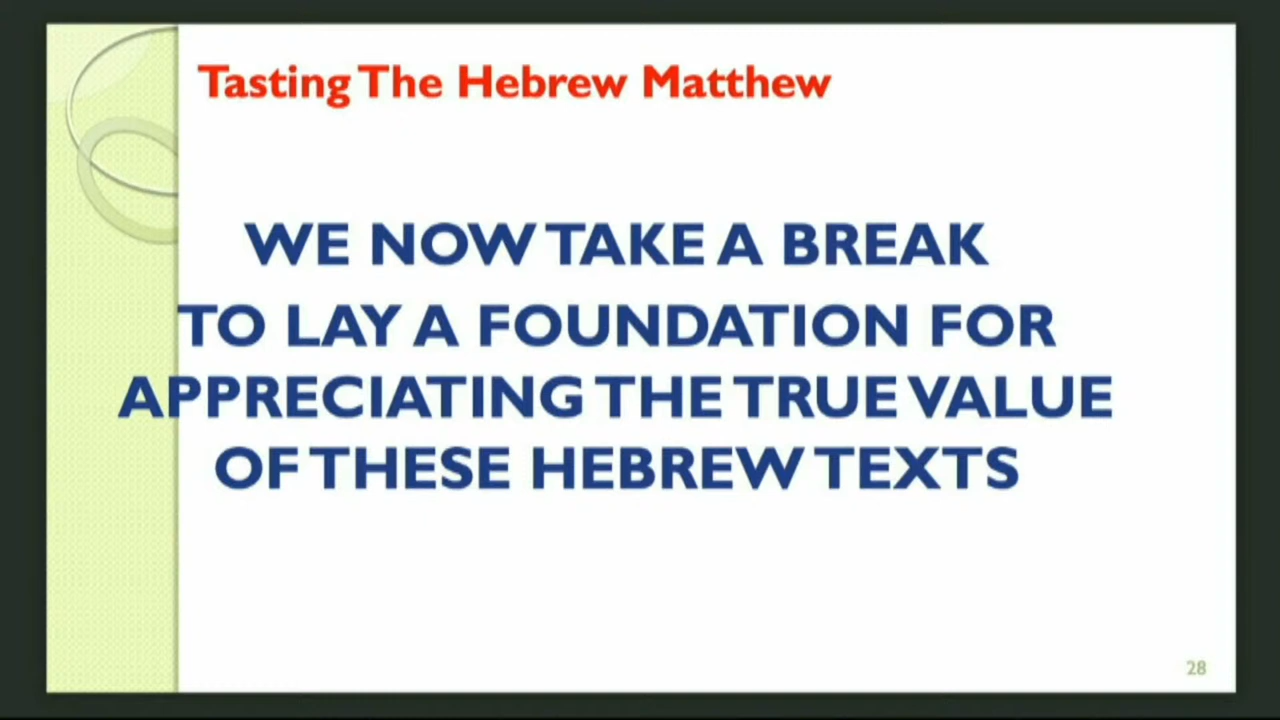 Tasting The Hebrew Matthew
WE NOW TAKE A BREAK
TO LAY A FOUNDATION FOR
APPRECIATING THE TRUE VALUE
OF THESE HEBREW TEXTS
28